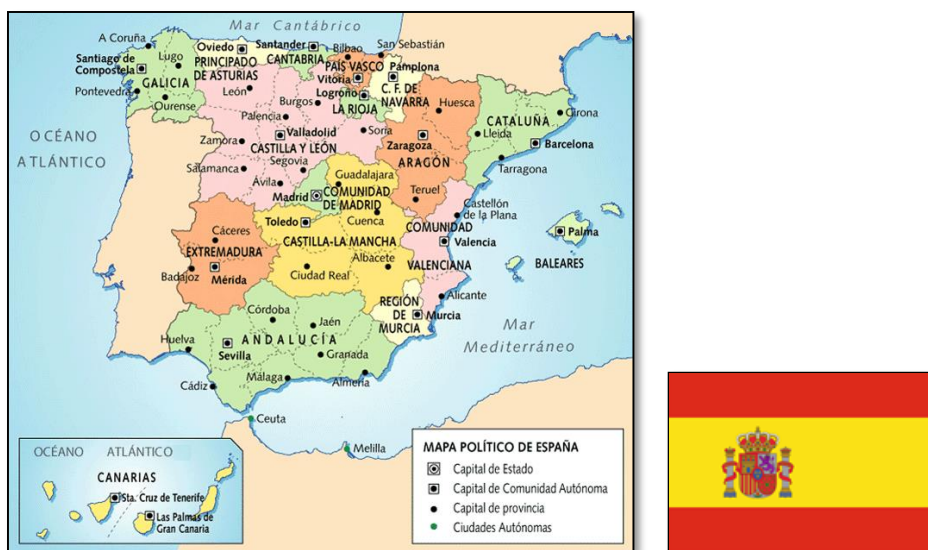 Mar Cantábrico
A Coruña
Lugo
Santiago de
Compostela
GALICIA
Pontevedra
Ourense
Oviedo
PRINCIPADO
DE ASTURIAS
Santander
CANTABRIA
Bilbao
San Sebastián
PAÍS VASCO
Vitoria
Pamplona
C. F. DE
NAVARRA
Logroño
LA RIOJA
León
Burgos
Palencia
Zamora
Valladolid
CASTILLA Y LEÓN
Soria
Segovia
Salamanca
Ávila
Huesca
Zaragoza
ARAGÓN
Teruel
CATALUÑA
Girona
Lleida
Barcelona
Tarragona
OCÉANO
ATLÁNTICO
Madrid
COMUNIDAD
DE MADRID
Guadalajara
Toledo
Cuenca
CASTILLA-LA MANCHA
Ciudad Real
Albacete
Castellón
de la Plana
COMUNIDAD
Valencia
VALENCIANA
Alicante
Palma
BALEARES
Cáceres
EXTREMADURA
Badajoz
Mérida
REGIÓN
DE
MURCIA
Murcia
Córdoba
Jaén
ANDALUCÍA
Huelva
Sevilla
Granada
Cádiz
Málaga
Almería
Mar
Mediterráneo
Ceuta
Melilla
OCÉANO ATLÁNTICO
CANARIAS
Sta. Cruz de Tenerife
Las Palmas de
Gran Canaria
MAPA POLÍTICO DE ESPAÑA
Capital de Estado
Capital de Comunidad Autónoma
Capital de provincia
Ciudades Autónomas